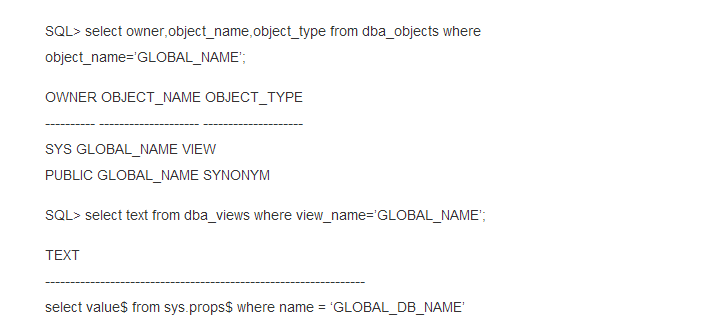 SQL> select owner,object_name,object_type from dba_objects where
object_name=’GLOBAL_NAME’;
OWNER OBJECT_NAME OBJECT_TYPE
---------- -------------------- --------------------
SYS GLOBAL_NAME VIEW
PUBLIC GLOBAL_NAME SYNONYM
SQL> select text from dba_views where view_name=’GLOBAL_NAME’;
TEXT
----------------------------------------------------------------
select value$ from sys.props$ where name = ‘GLOBAL_DB_NAME’